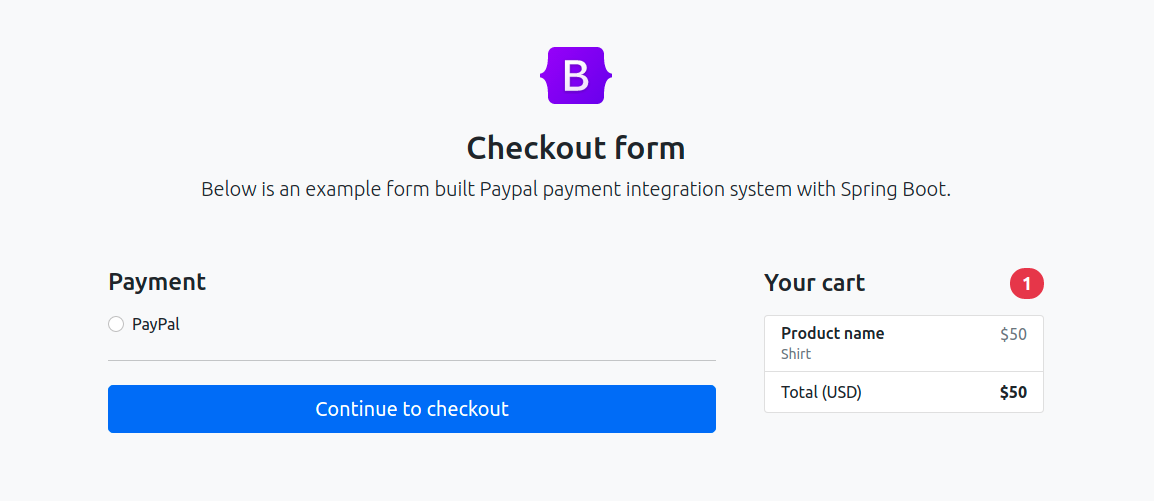 B
Checkout form
Below is an example form built Paypal payment integration system with Spring Boot.
Payment
PayPal
Continue to checkout
Your cart 1
Product name $50
Shirt
Total (USD) $50